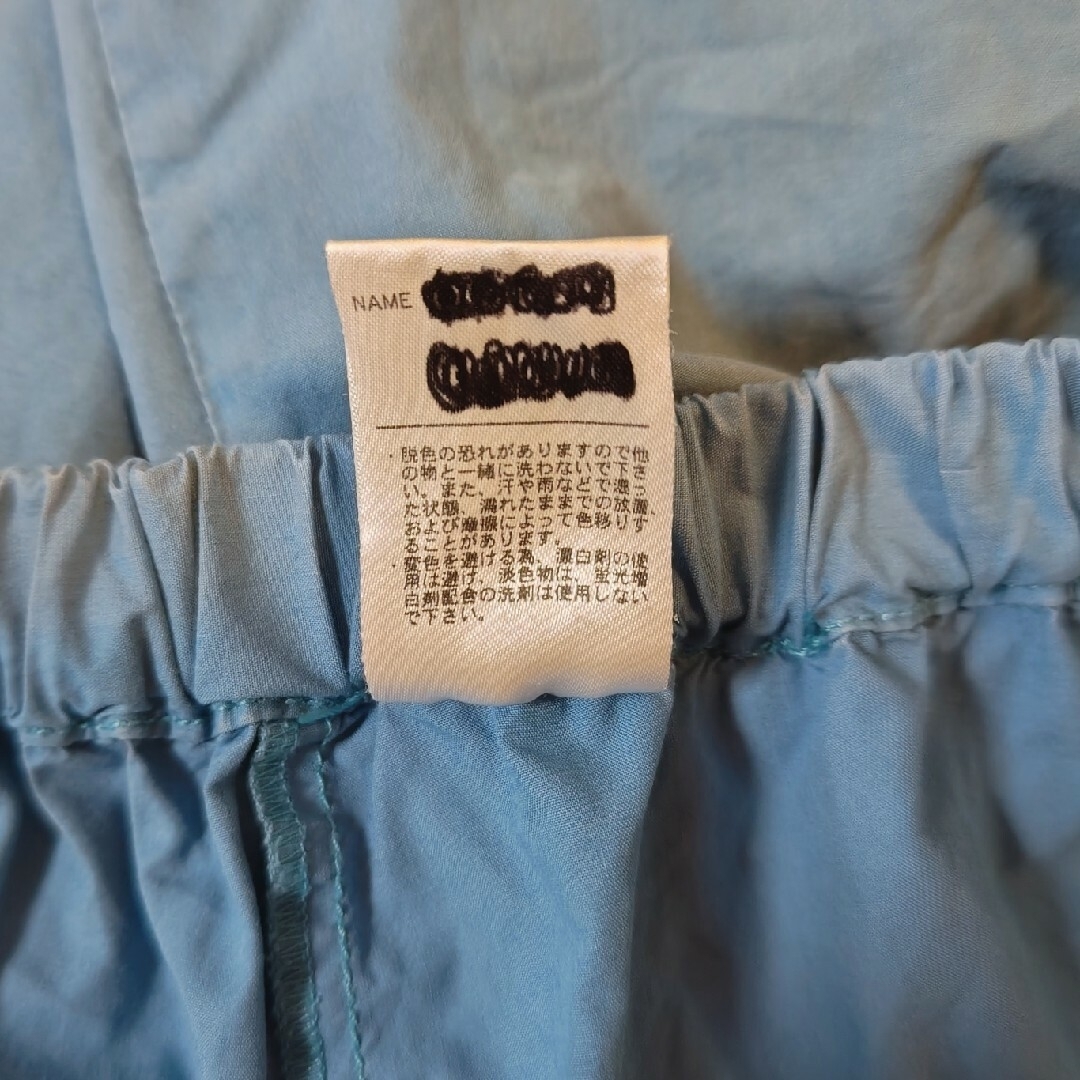 NAME
・脱色の恐れがありますので他
の物と一緒に洗わないで下さ
い。また、汗や雨などで湿っ
た状態、濡れたままでの放置
および摩擦によって色移りす
ることがあります。
・変色を避ける為、漂白剤の使
用は避け、淡色物は蛍光増
白剤配合の洗剤は使用しない
で下さい。